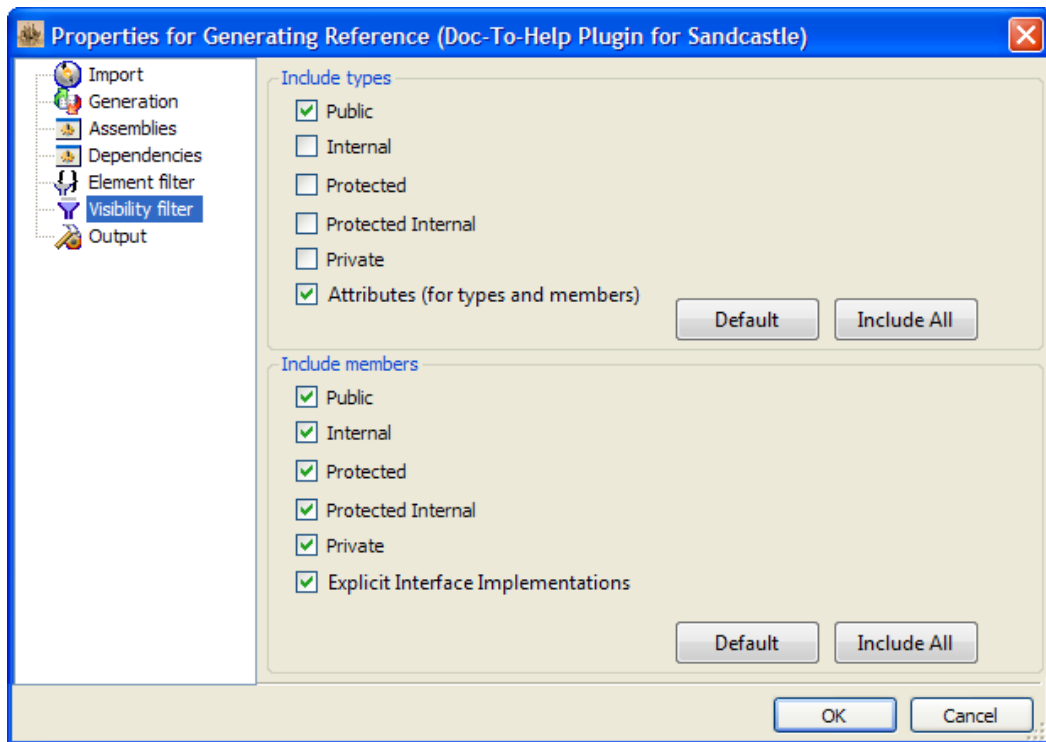 Properties for Generating Reference (Doc-To-Help Plugin for Sandcastle)
Import
Generation
Assemblies
Dependencies
Element filter
Visibility filter
Output
Include types
Public
Internal
Protected
Protected Internal
Private
Attributes (for types and members)
Default Include All
Include members
Public
Internal
Protected
Protected Internal
Private
Explicit Interface Implementations
Default Include All
OK Cancel